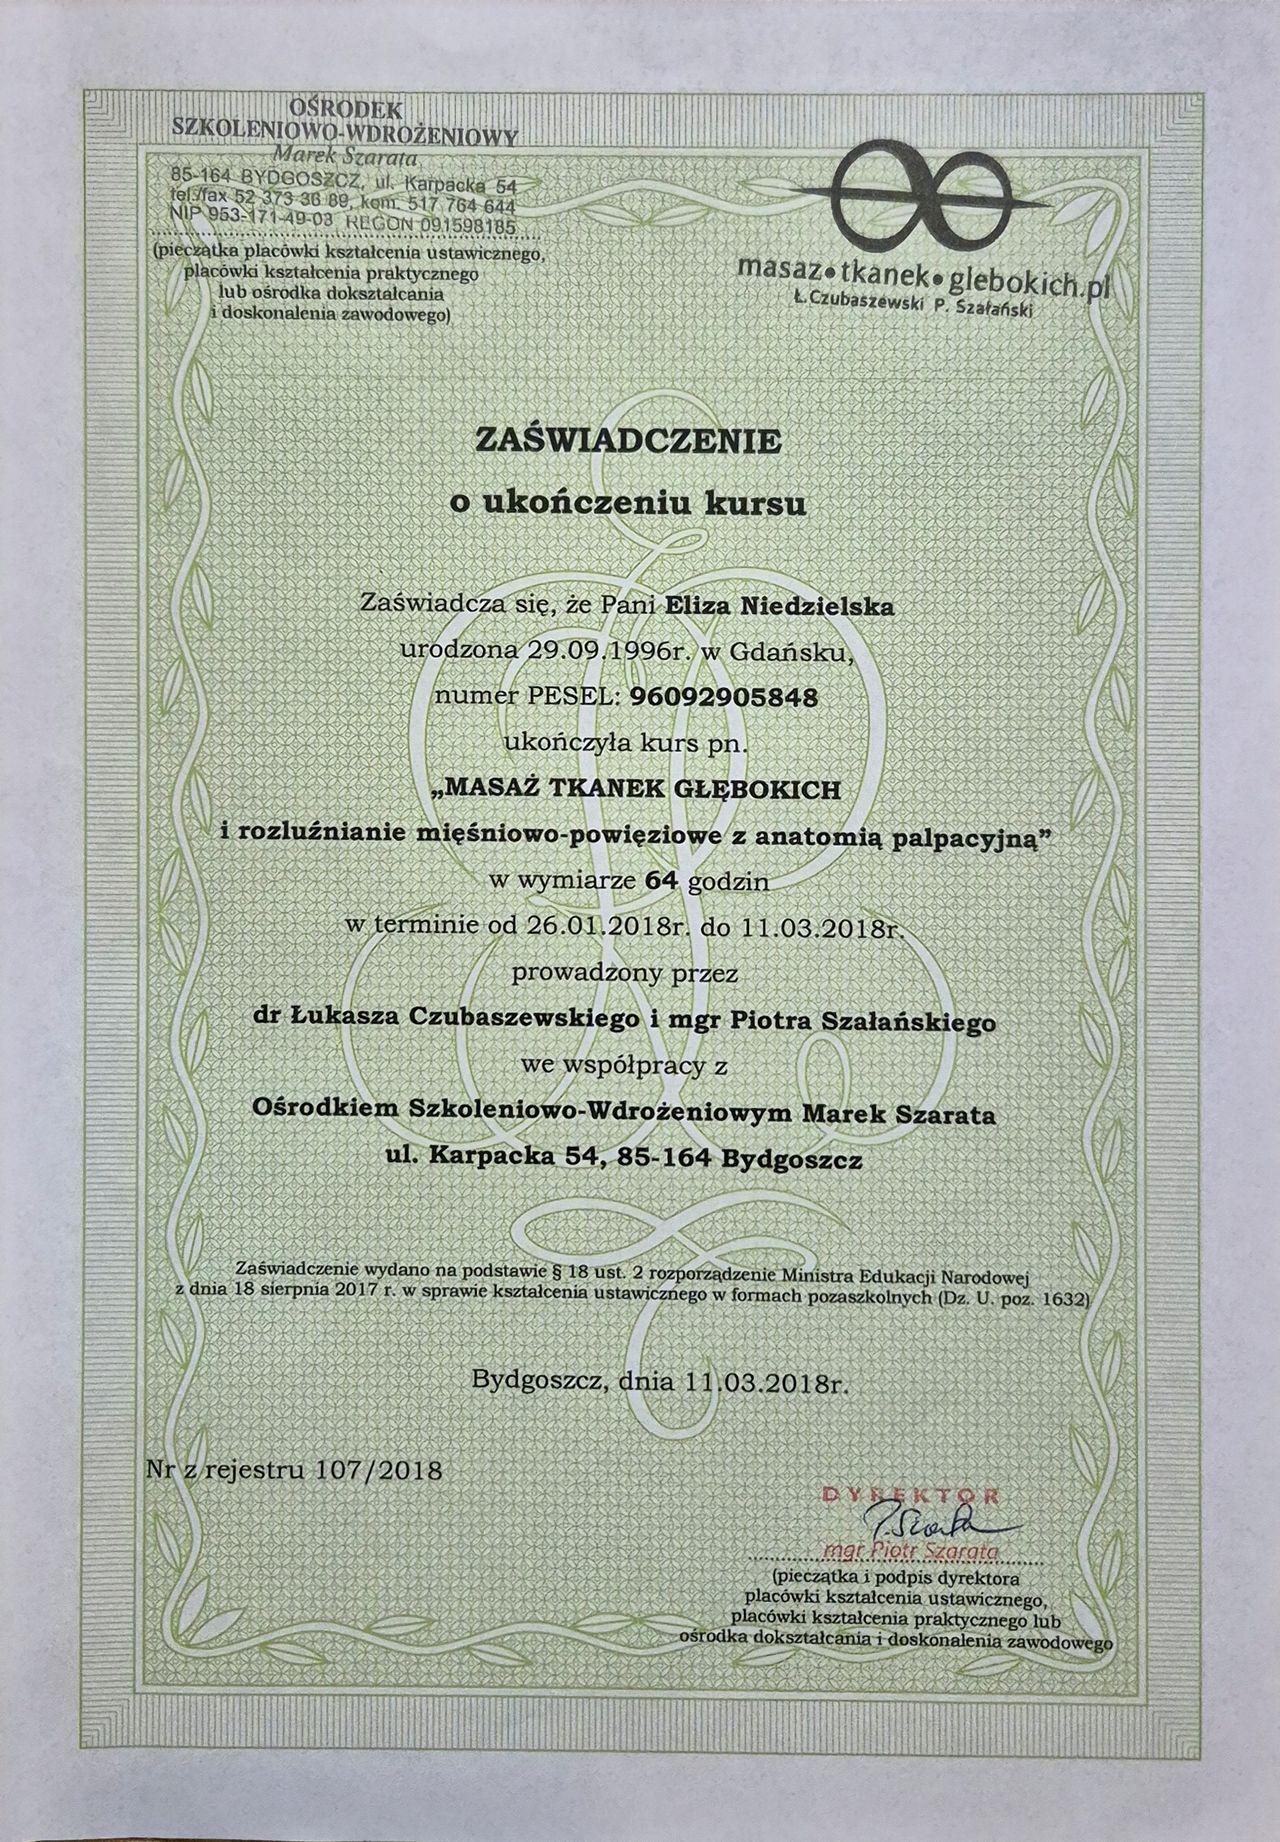 OŚRODEK
SZKOLENIOWO-WDROŻENIOWY
Marek Szarata
85-164 BYDGOSZCZ, ul. Karpacka 54
tel./fax 52 373 36 89, kom. 517 764 644
NIP 953-171-49-03 REGON 091598185
(pieczątka placówki kształcenia ustawicznego,
placówki kształcenia praktycznego
lub ośrodka dokształcania
i doskonalenia zawodowego)
masaz•tkanek•glebokich.pl
Ł.Czubaszewski P. Szałański
ZAŚWIADCZENIE
o ukończeniu kursu
Zaświadcza się, że Pani Eliza Niedzielska
urodzona 29.09.1996r. w Gdańsku,
numer PESEL: 96092905848
ukończyła kurs pn.
„MASAŻ TKANEK GŁĘBOKICH
i rozluźnianie mięśniowo-powięziowe z anatomią palpacyjną”
w wymiarze 64 godzin
w terminie od 26.01.2018r. do 11.03.2018r.
prowadzony przez
dr Łukasza Czubaszewskiego i mgr Piotra Szałańskiego
we współpracy z
Ośrodkiem Szkoleniowo-Wdrożeniowym Marek Szarata
ul. Karpacka 54, 85-164 Bydgoszcz
Zaświadczenie wydano na podstawie § 18 ust. 2 rozporządzenie Ministra Edukacji Narodowej
z dnia 18 sierpnia 2017 r. w sprawie kształcenia ustawicznego w formach pozaszkolnych (Dz. U. poz. 1632)
Bydgoszcz, dnia 11.03.2018r.
Nr z rejestru 107/2018
DYREKTOR
P. Szarata
mgr Piotr Szarata
(pieczątka i podpis dyrektora
placówki kształcenia ustawicznego,
placówki kształcenia praktycznego lub
ośrodka dokształcania i doskonalenia zawodowego